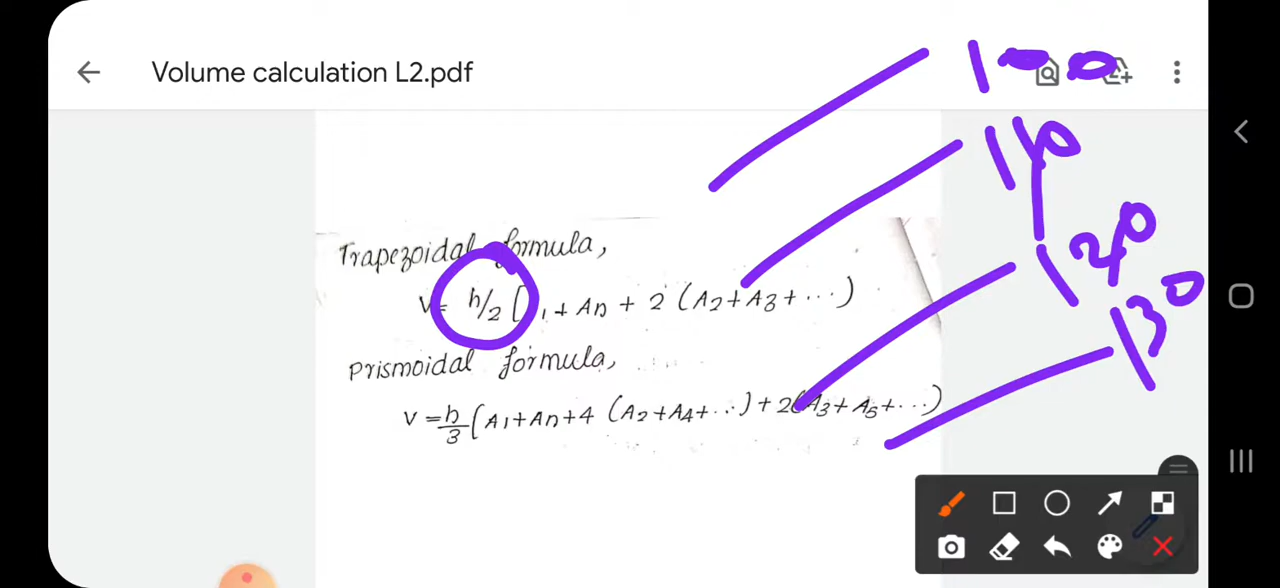 Volume calculation L2.pdf
100
110
120
130
Trapezoidal formula,
V= h/2 [ 1 + An + 2 (A2+A3+...)
Prismoidal formula,
V = h/3 (A1+An+4 (A2+A4+...)+2(A3+A5+...)